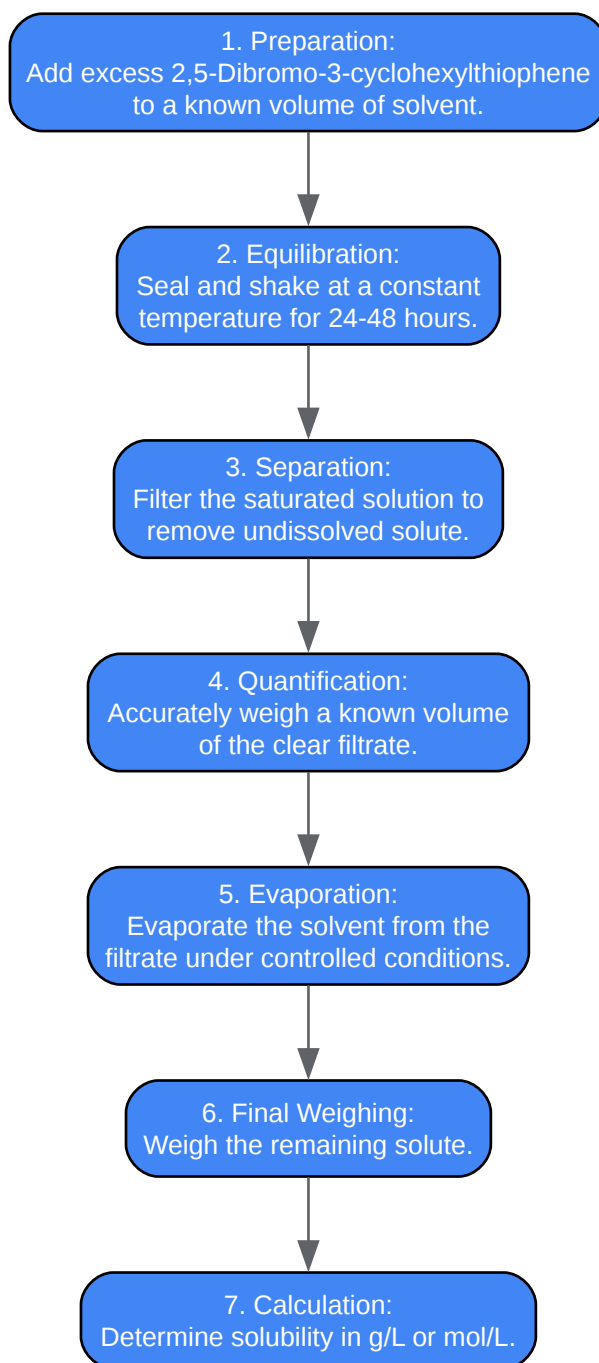 1. Preparation:
Add excess 2,5-Dibromo-3-cyclohexylthiophene
to a known volume of solvent.
2. Equilibration:
Seal and shake at a constant
temperature for 24-48 hours.
3. Separation:
Filter the saturated solution to
remove undissolved solute.
4. Quantification:
Accurately weigh a known volume
of the clear filtrate.
5. Evaporation:
Evaporate the solvent from the
filtrate under controlled conditions.
6. Final Weighing:
Weigh the remaining solute.
7. Calculation:
Determine solubility in g/L or mol/L.